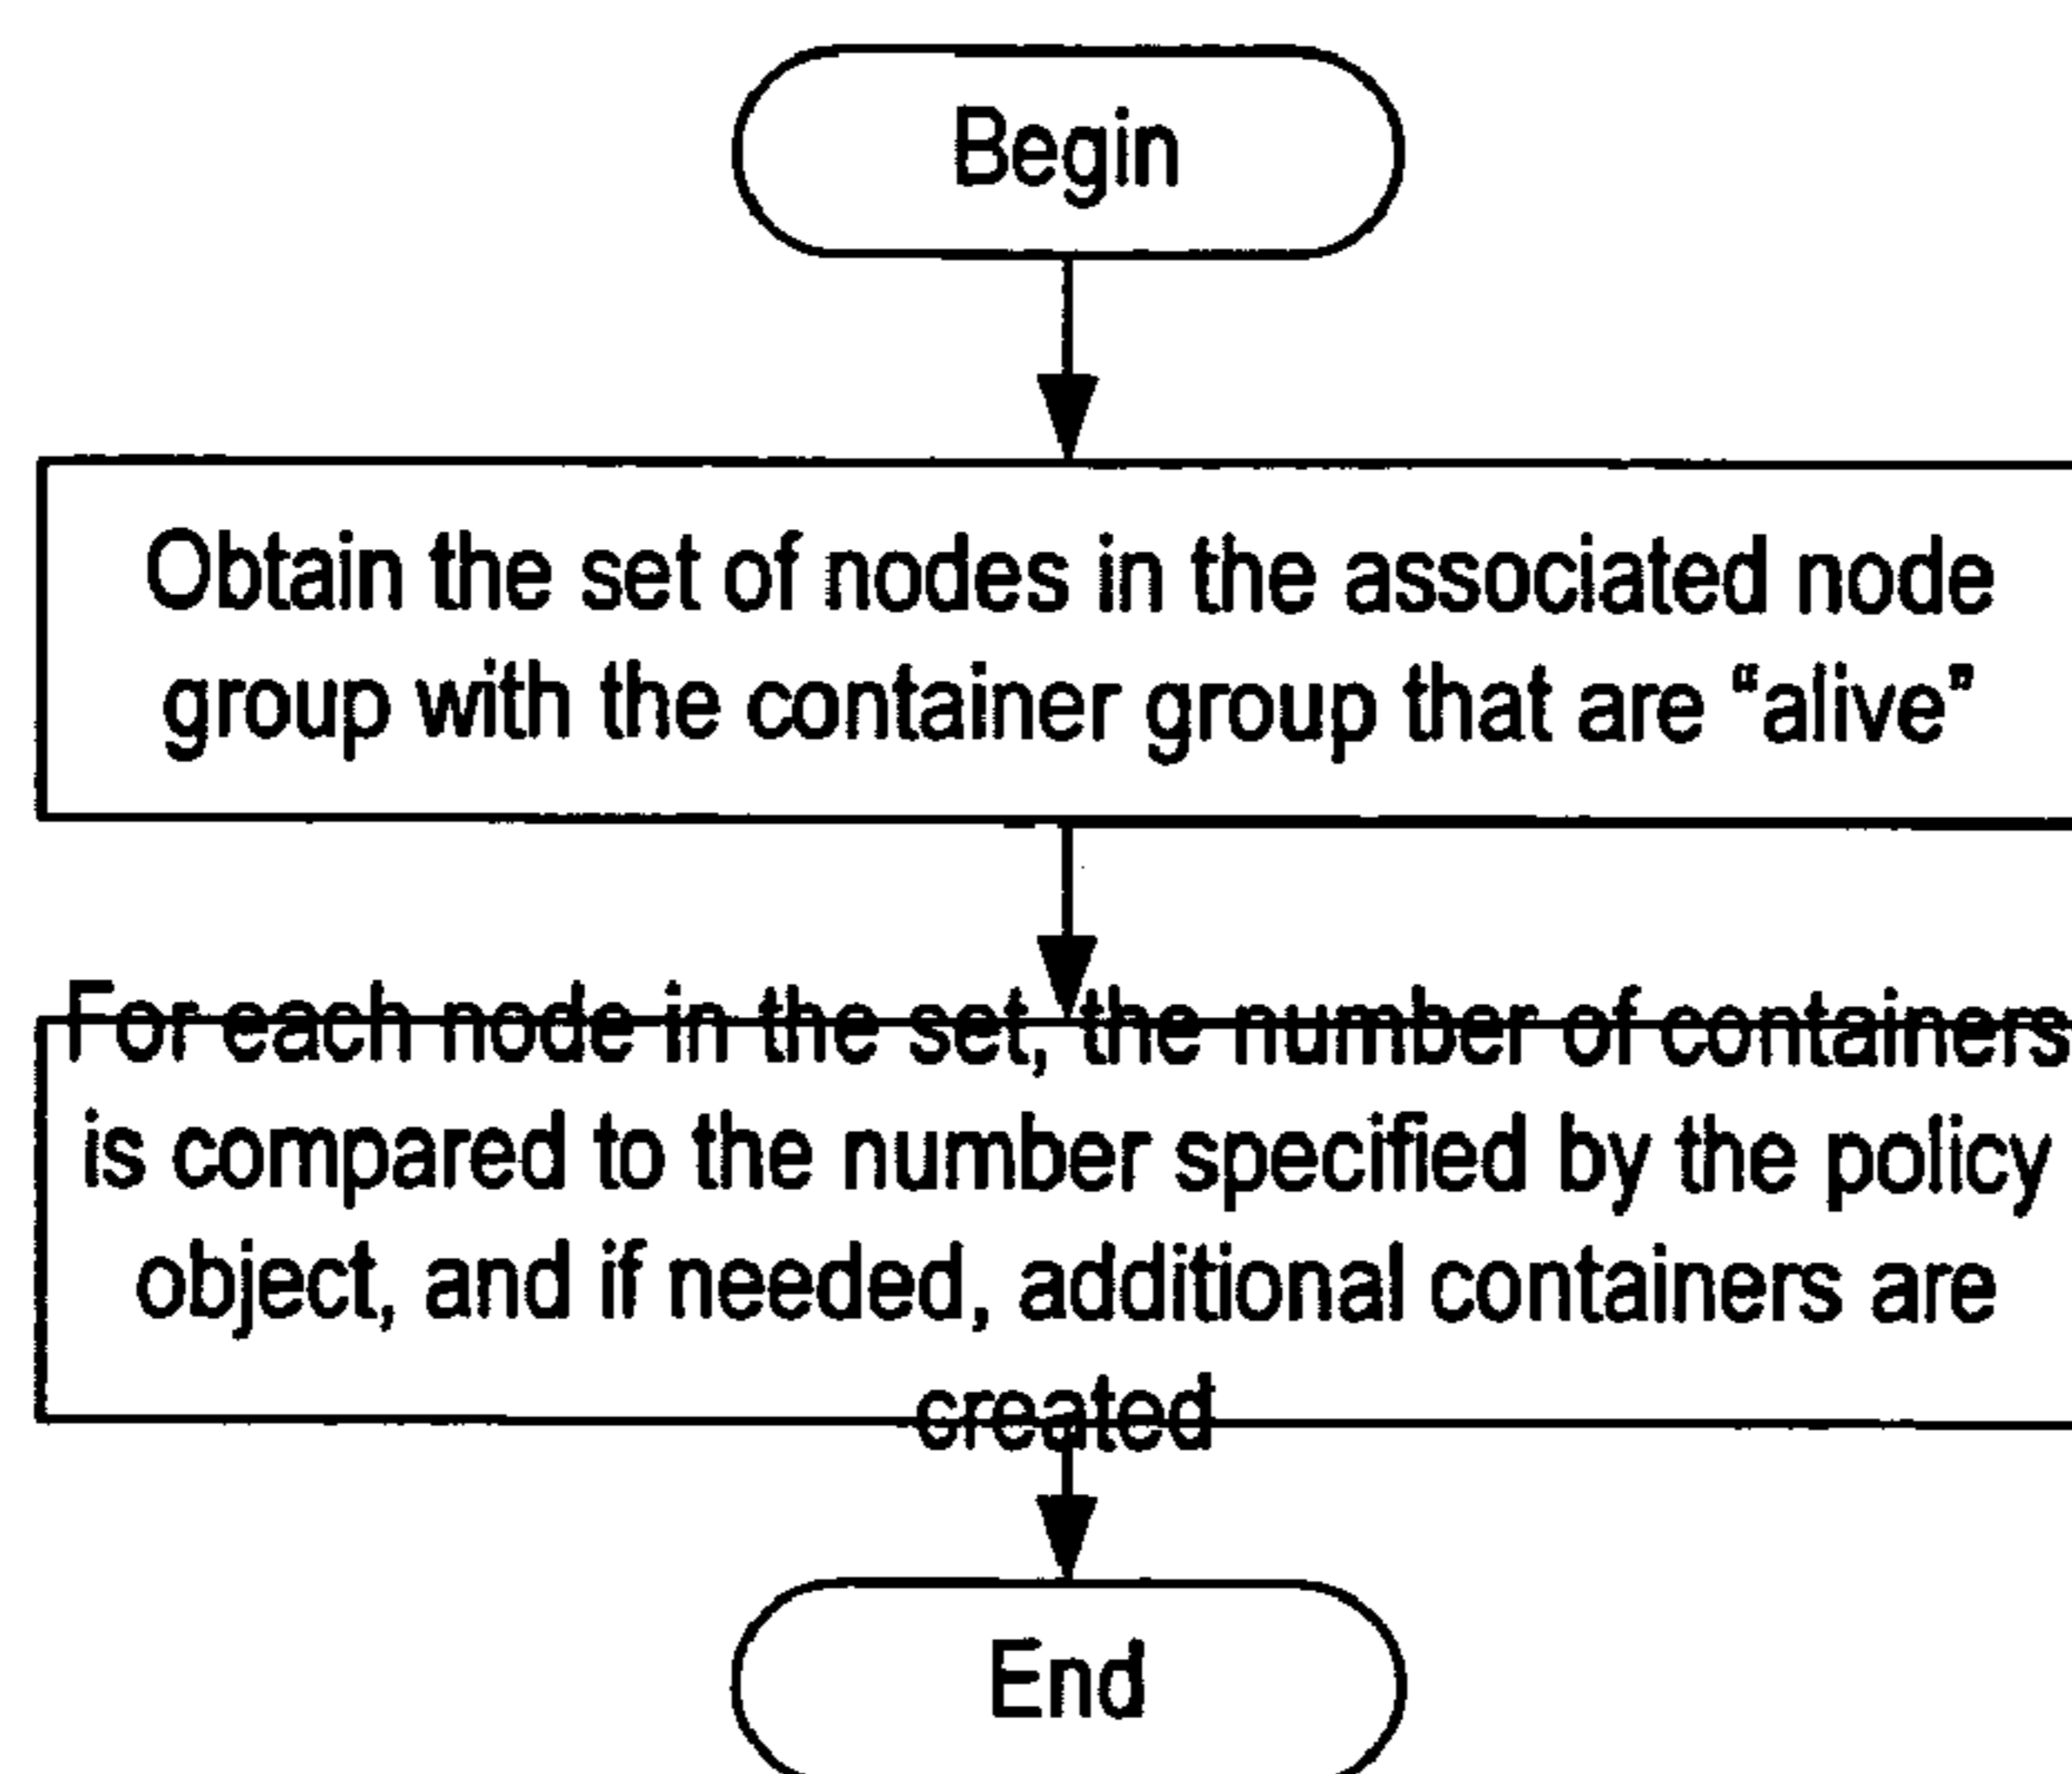 Begin
Obtain the set of nodes in the associated node
group with the container group that are “alive”
For each node in the set, the number of containers
is compared to the number specified by the policy
object, and if needed, additional containers are
created
End